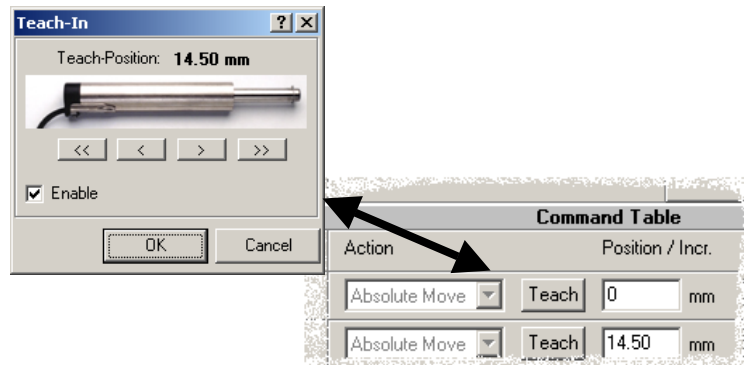 Teach-In
Teach-Position: 14.50 mm
<< < > >>
Enable
OK Cancel
Command Table
Action Position / Incr.
Absolute Move Teach 0 mm
Absolute Move Teach 14.50 mm